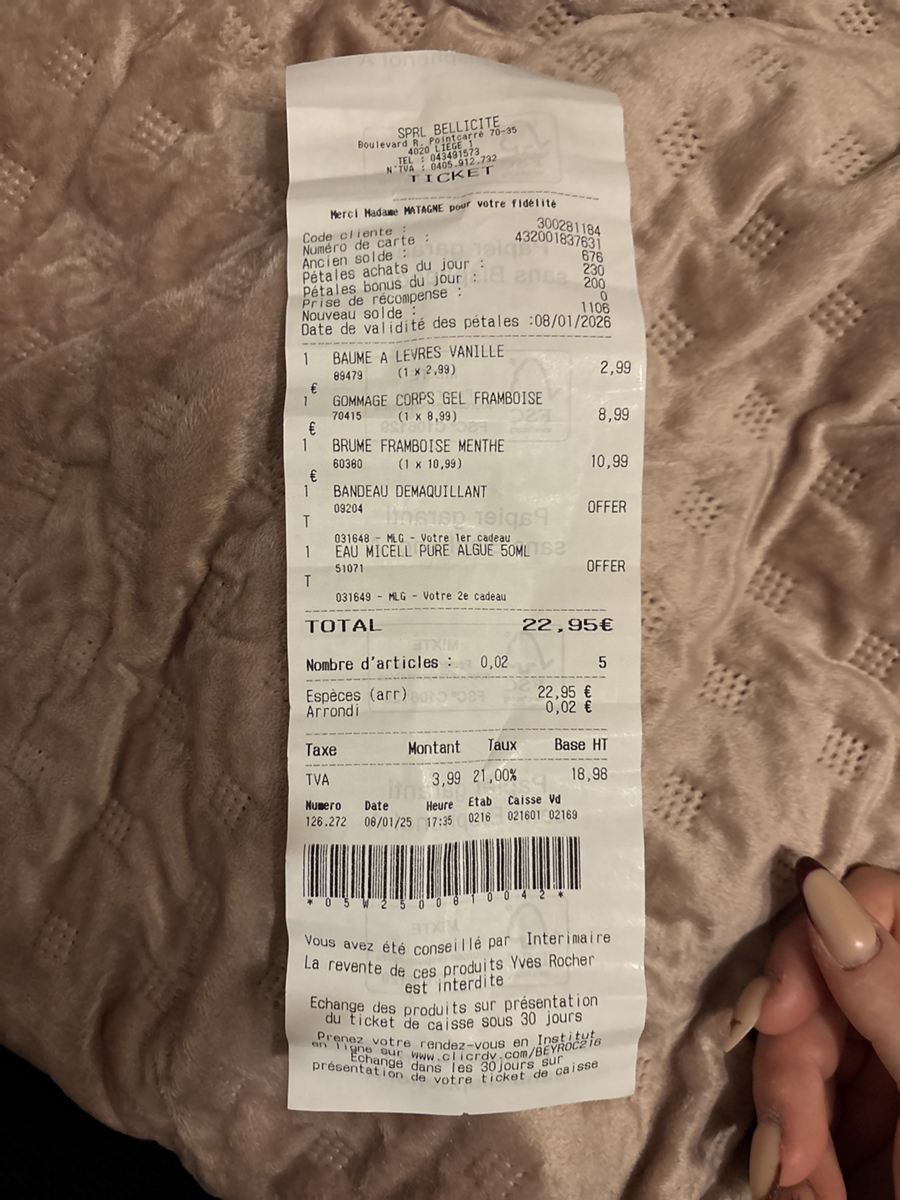 SPRL BELLICITE
Boulevard R. Pointcarré 70-35
4020 LIEGE 1
TEL : 043491573
N°TVA : 0405.912.732
TICKET
Merci Madame MATAGNE pour votre fidélité
Code cliente : 300281184
Numéro de carte : 432001837631
Ancien solde : 676
Pétales achats du jour : 230
Pétales bonus du jour : 200
Prise de récompense : 0
Nouveau solde : 1106
Date de validité des pétales :08/01/2026
1 BAUME A LEVRES VANILLE
89479 (1 x 2,99) 2,99
€
1 GOMMAGE CORPS GEL FRAMBOISE
70415 (1 x 8,99) 8,99
€
1 BRUME FRAMBOISE MENTHE
60380 (1 x 10,99) 10,99
€
1 BANDEAU DEMAQUILLANT
09204 OFFER
T
031648 - MLG - Votre 1er cadeau
1 EAU MICELL PURE ALGUE 50ML
51071 OFFER
T
031649 - MLG - Votre 2e cadeau
TOTAL 22,95€
Nombre d'articles : 0,02 5
Espèces (arr) 22,95 €
Arrondi 0,02 €
Taxe Montant Taux Base HT
TVA 3,99 21,00% 18,98
Numero Date Heure Etab Caisse Vd
126.272 08/01/25 17:35 0216 021601 02169
* 0 5 W 2 5 0 0 8 1 0 0 4 2 *
Vous avez été conseillé par Interimaire
La revente de ces produits Yves Rocher
est interdite
Echange des produits sur présentation
du ticket de caisse sous 30 jours
Prenez votre rendez-vous en Institut
en ligne sur www.clicrdv.com/BEYROC216
Echange dans les 30jours sur
présentation de votre ticket de caisse